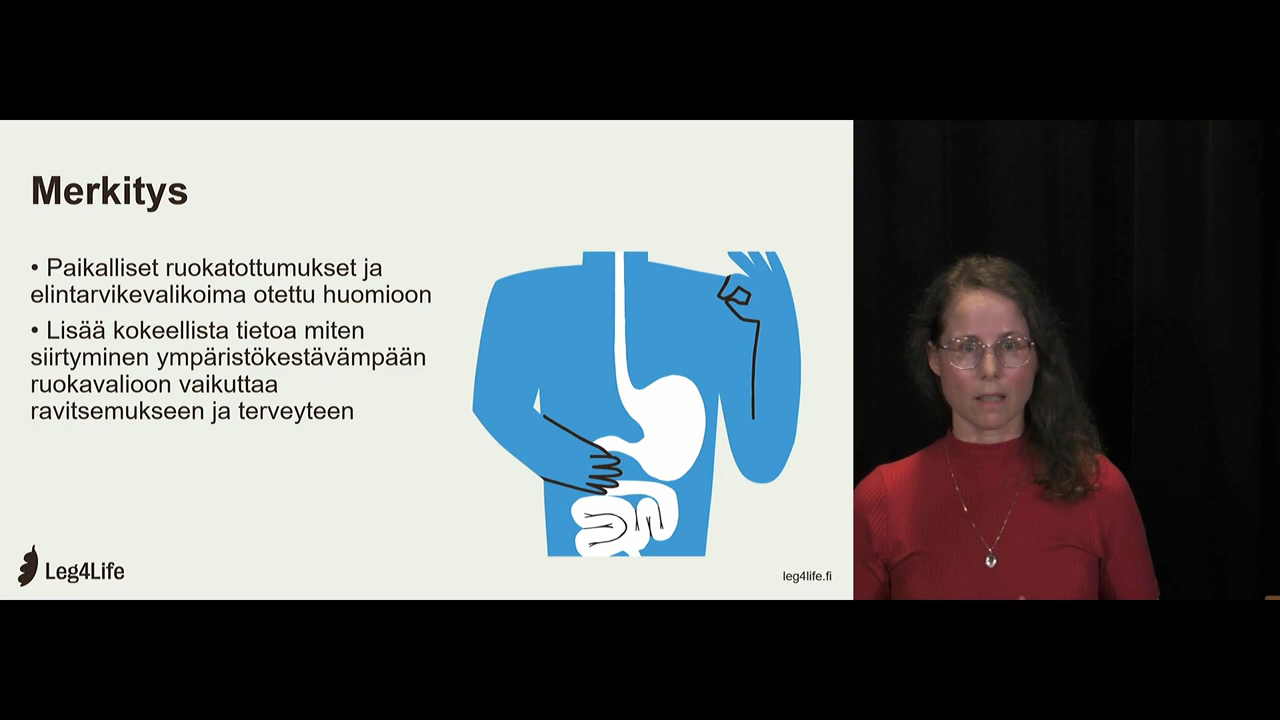 Merkitys
• Paikalliset ruokatottumukset ja
elintarvikevalikoima otettu huomioon
• Lisää kokeellista tietoa miten
siirtyminen ympäristökestävämpään
ruokavalioon vaikuttaa
ravitsemukseen ja terveyteen
Leg4Life
leg4life.fi